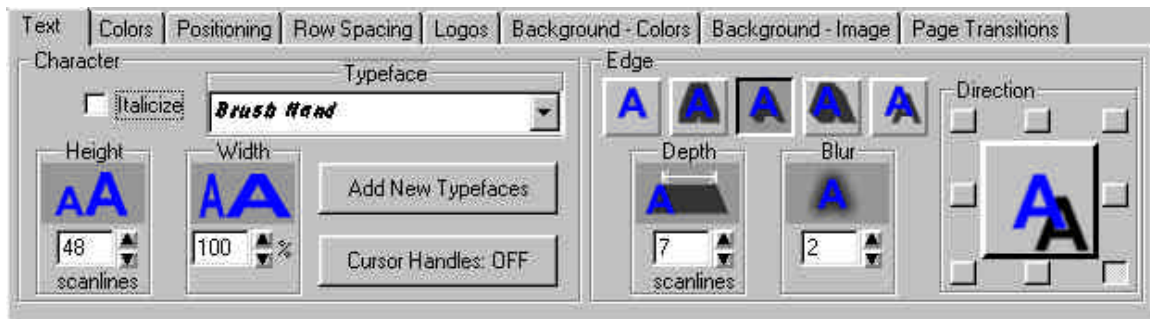 Text Colors Positioning Row Spacing Logos Background - Colors Background - Image Page Transitions
Character
Typeface
Italicize
Brush Hand
Height
Width
A A
A A
Add New Typefaces
48
100 %
scanlines
Cursor Handles: OFF
Edge
A A A A A
Direction
Depth
Blur
A
A
7
2
scanlines
A A